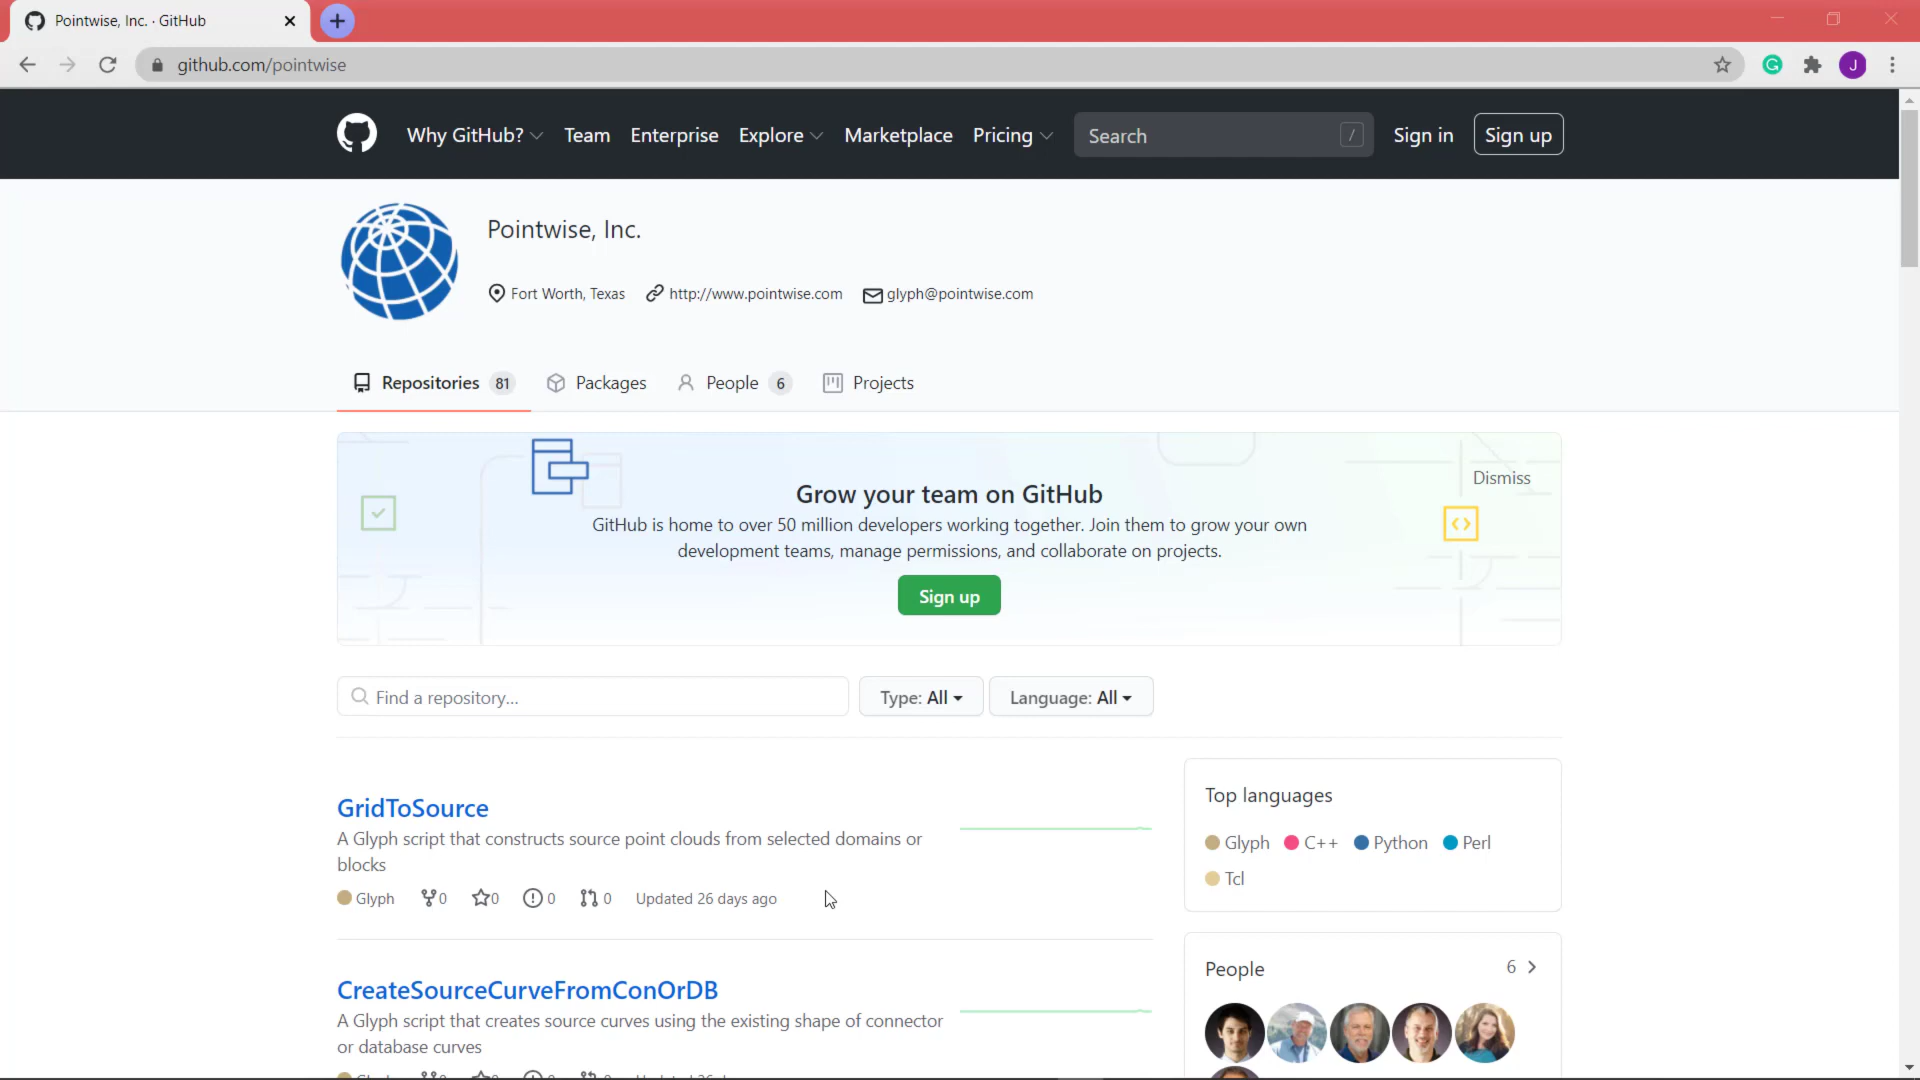 Pointwise, Inc. · GitHub
github.com/pointwise
J
Why GitHub? Team Enterprise Explore Marketplace Pricing Search / Sign in Sign up
Pointwise, Inc.
Fort Worth, Texas http://www.pointwise.com glyph@pointwise.com
Repositories 81 Packages People 6 Projects
Dismiss
Grow your team on GitHub
GitHub is home to over 50 million developers working together. Join them to grow your own
development teams, manage permissions, and collaborate on projects.
Sign up
Find a repository... Type: All Language: All
GridToSource
A Glyph script that constructs source point clouds from selected domains or
blocks
Glyph 0 0 0 0 Updated 26 days ago
Top languages
Glyph C++ Python Perl
Tcl
CreateSourceCurveFromConOrDB
A Glyph script that creates source curves using the existing shape of connector
or database curves
People 6